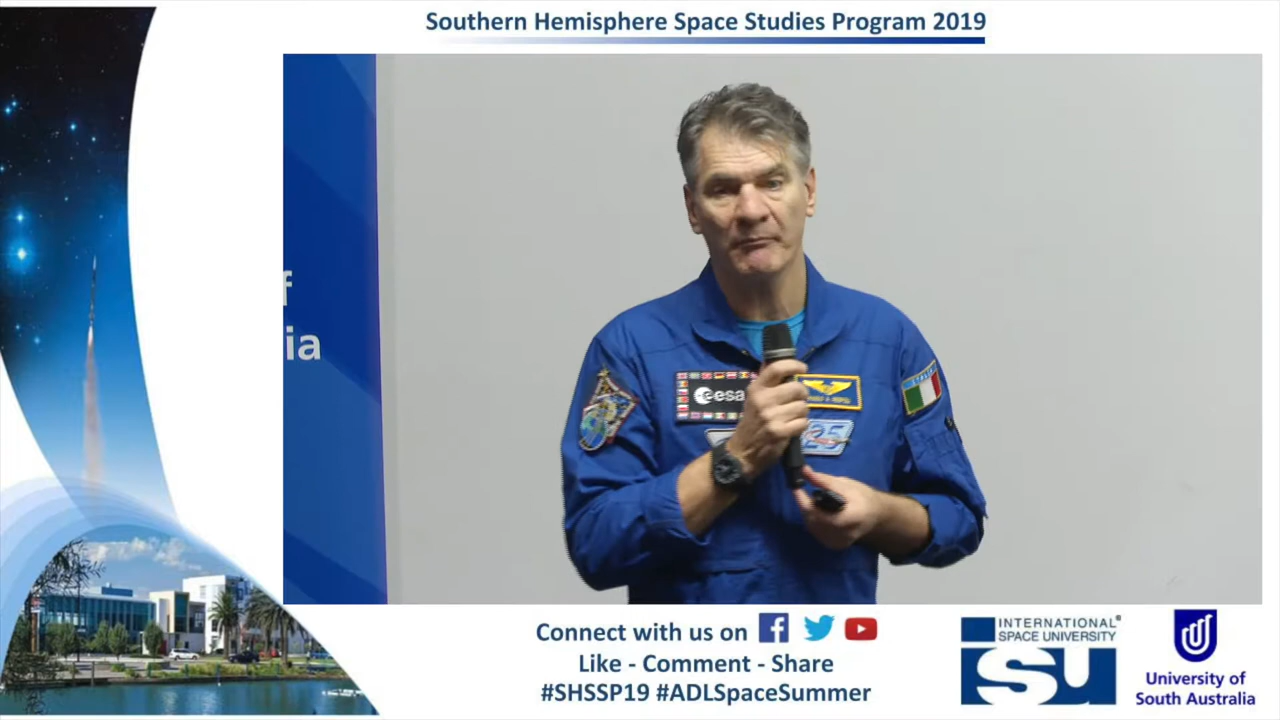 Southern Hemisphere Space Studies Program 2019
f
ia
esa
25
Connect with us on
Like - Comment - Share
#SHSSP19 #ADLSpaceSummer
INTERNATIONAL®
SPACE UNIVERSITY
ISU
University of
South Australia